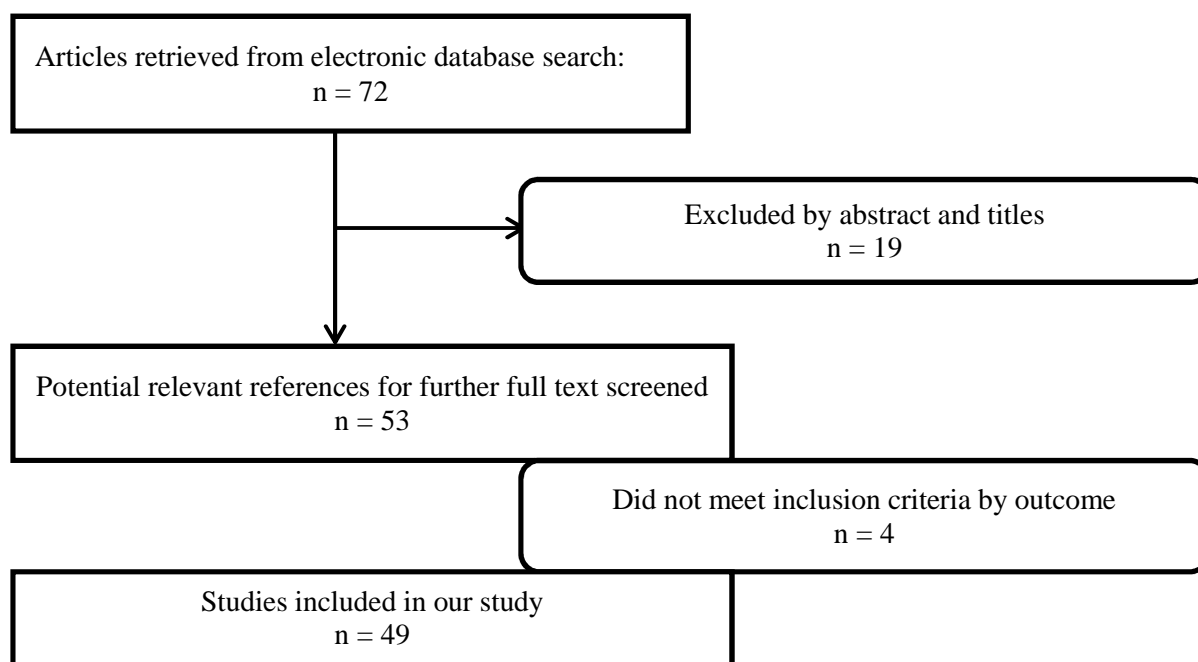 Articles retrieved from electronic database search:
n = 72
Excluded by abstract and titles
n = 19
Potential relevant references for further full text screened
n = 53
Did not meet inclusion criteria by outcome
n = 4
Studies included in our study
n = 49